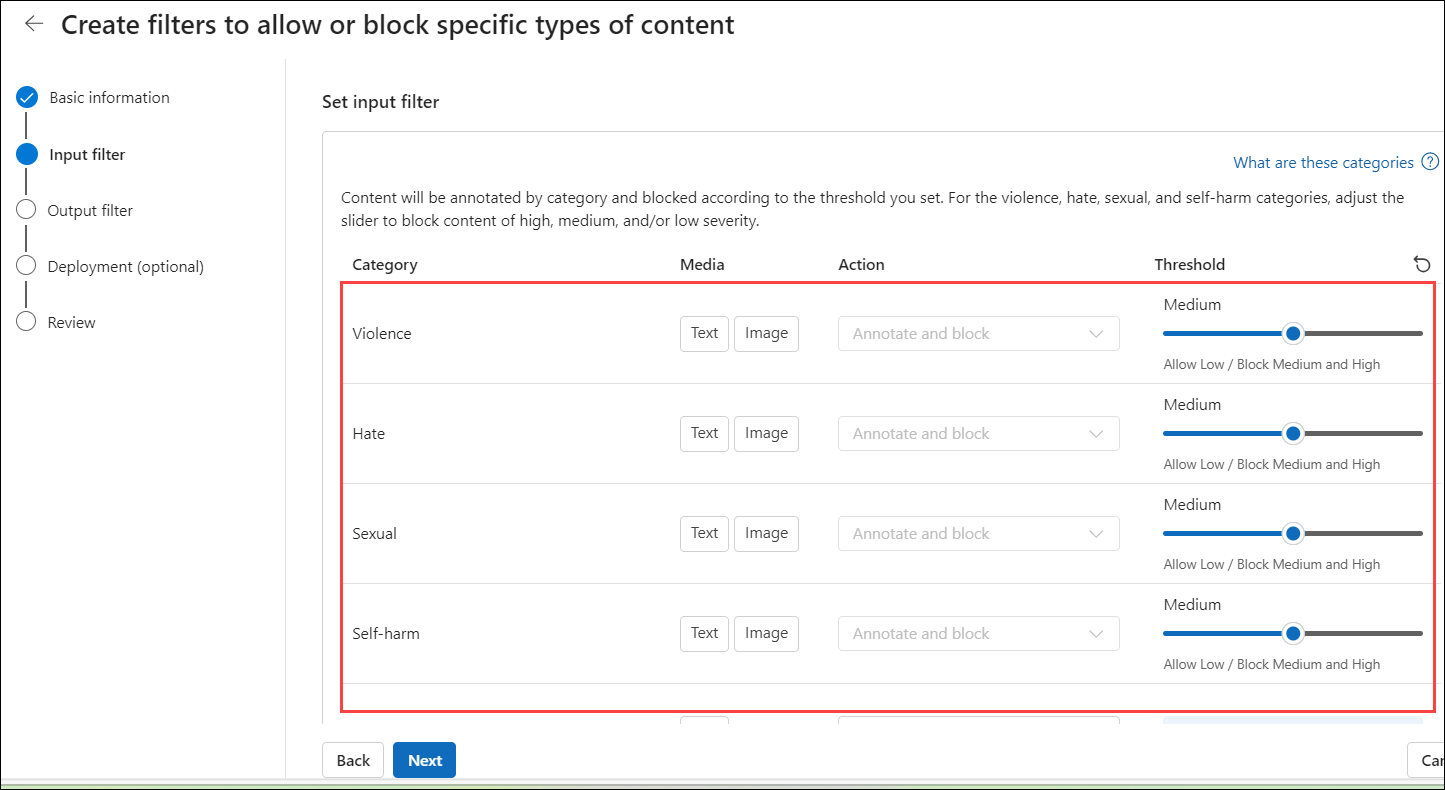 Create filters to allow or block specific types of content
Basic information
Input filter
Output filter
Deployment (optional)
Review
Set input filter
What are these categories
Content will be annotated by category and blocked according to the threshold you set. For the violence, hate, sexual, and self-harm categories, adjust the
slider to block content of high, medium, and/or low severity.
Category Media Action Threshold
Medium
Violence Text Image Annotate and block
Allow Low / Block Medium and High
Medium
Hate Text Image Annotate and block
Allow Low / Block Medium and High
Medium
Sexual Text Image Annotate and block
Allow Low / Block Medium and High
Medium
Self-harm Text Image Annotate and block
Allow Low / Block Medium and High
Back Next